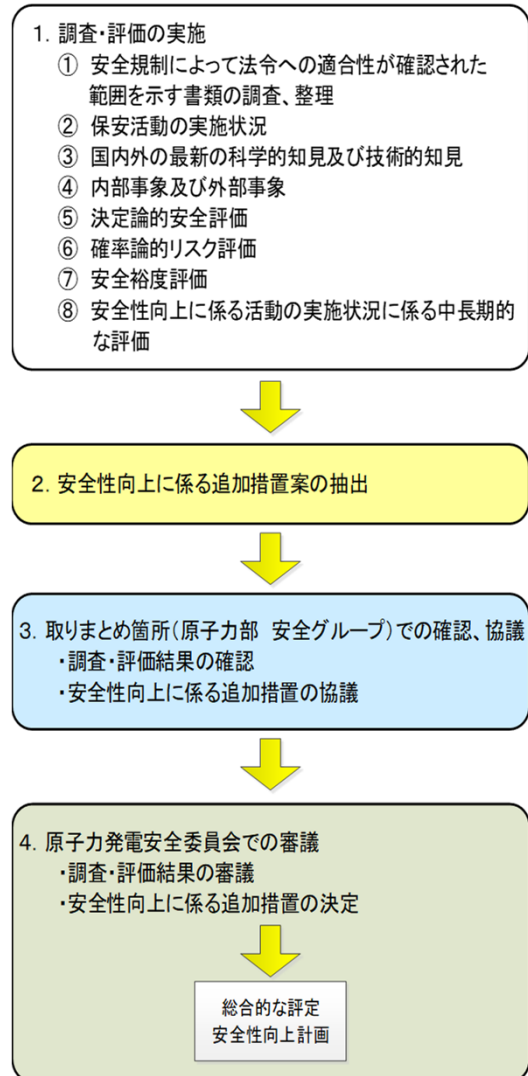 1．調査・評価の実施
① 安全規制によって法令への適合性が確認された
範囲を示す書類の調査、整理
② 保安活動の実施状況
③ 国内外の最新の科学的知見及び技術的知見
④ 内部事象及び外部事象
⑤ 決定論的安全評価
⑥ 確率論的リスク評価
⑦ 安全裕度評価
⑧ 安全性向上に係る活動の実施状況に係る中長期的
な評価
2．安全性向上に係る追加措置案の抽出
3．取りまとめ箇所（原子力部　安全グループ）での確認、協議
・調査・評価結果の確認
・安全性向上に係る追加措置の協議
4．原子力発電安全委員会での審議
・調査・評価結果の審議
・安全性向上に係る追加措置の決定
総合的な評定
安全性向上計画